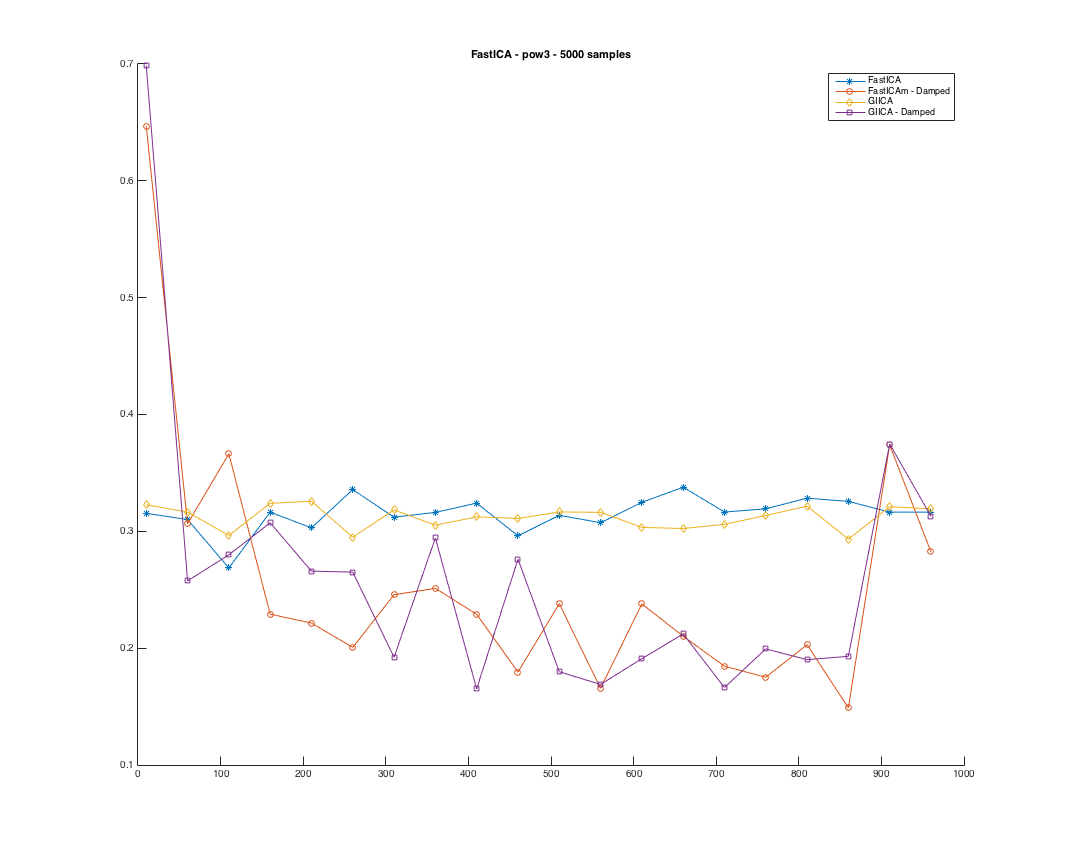 FastICA - pow3 - 5000 samples
FastICA
FastICAm - Damped
GIICA
GIICA - Damped
0.7
0.6
0.5
0.4
0.3
0.2
0.1
0 100 200 300 400 500 600 700 800 900 1000